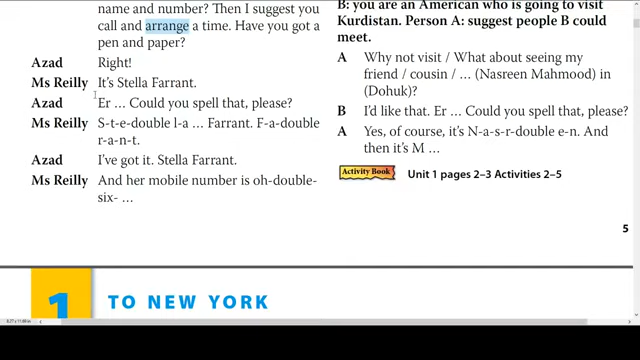 name and number? Then I suggest you
call and arrange a time. Have you got a
pen and paper?
Azad Right!
Ms Reilly It's Stella Farrant.
Azad Er … Could you spell that, please?
Ms Reilly S-t-e-double l-a … Farrant. F-a-double
r-a-n-t.
Azad I've got it. Stella Farrant.
Ms Reilly And her mobile number is oh-double-
six- …
B: you are an American who is going to visit
Kurdistan. Person A: suggest people B could
meet.
A Why not visit / What about seeing my
friend / cousin / … (Nasreen Mahmood) in
(Dohuk)?
B I'd like that. Er … Could you spell that, please?
A Yes, of course, it's N-a-s-r-double e-n. And
then it's M …
Activity Book Unit 1 pages 2–3 Activities 2–5
5
1 TO NEW YORK